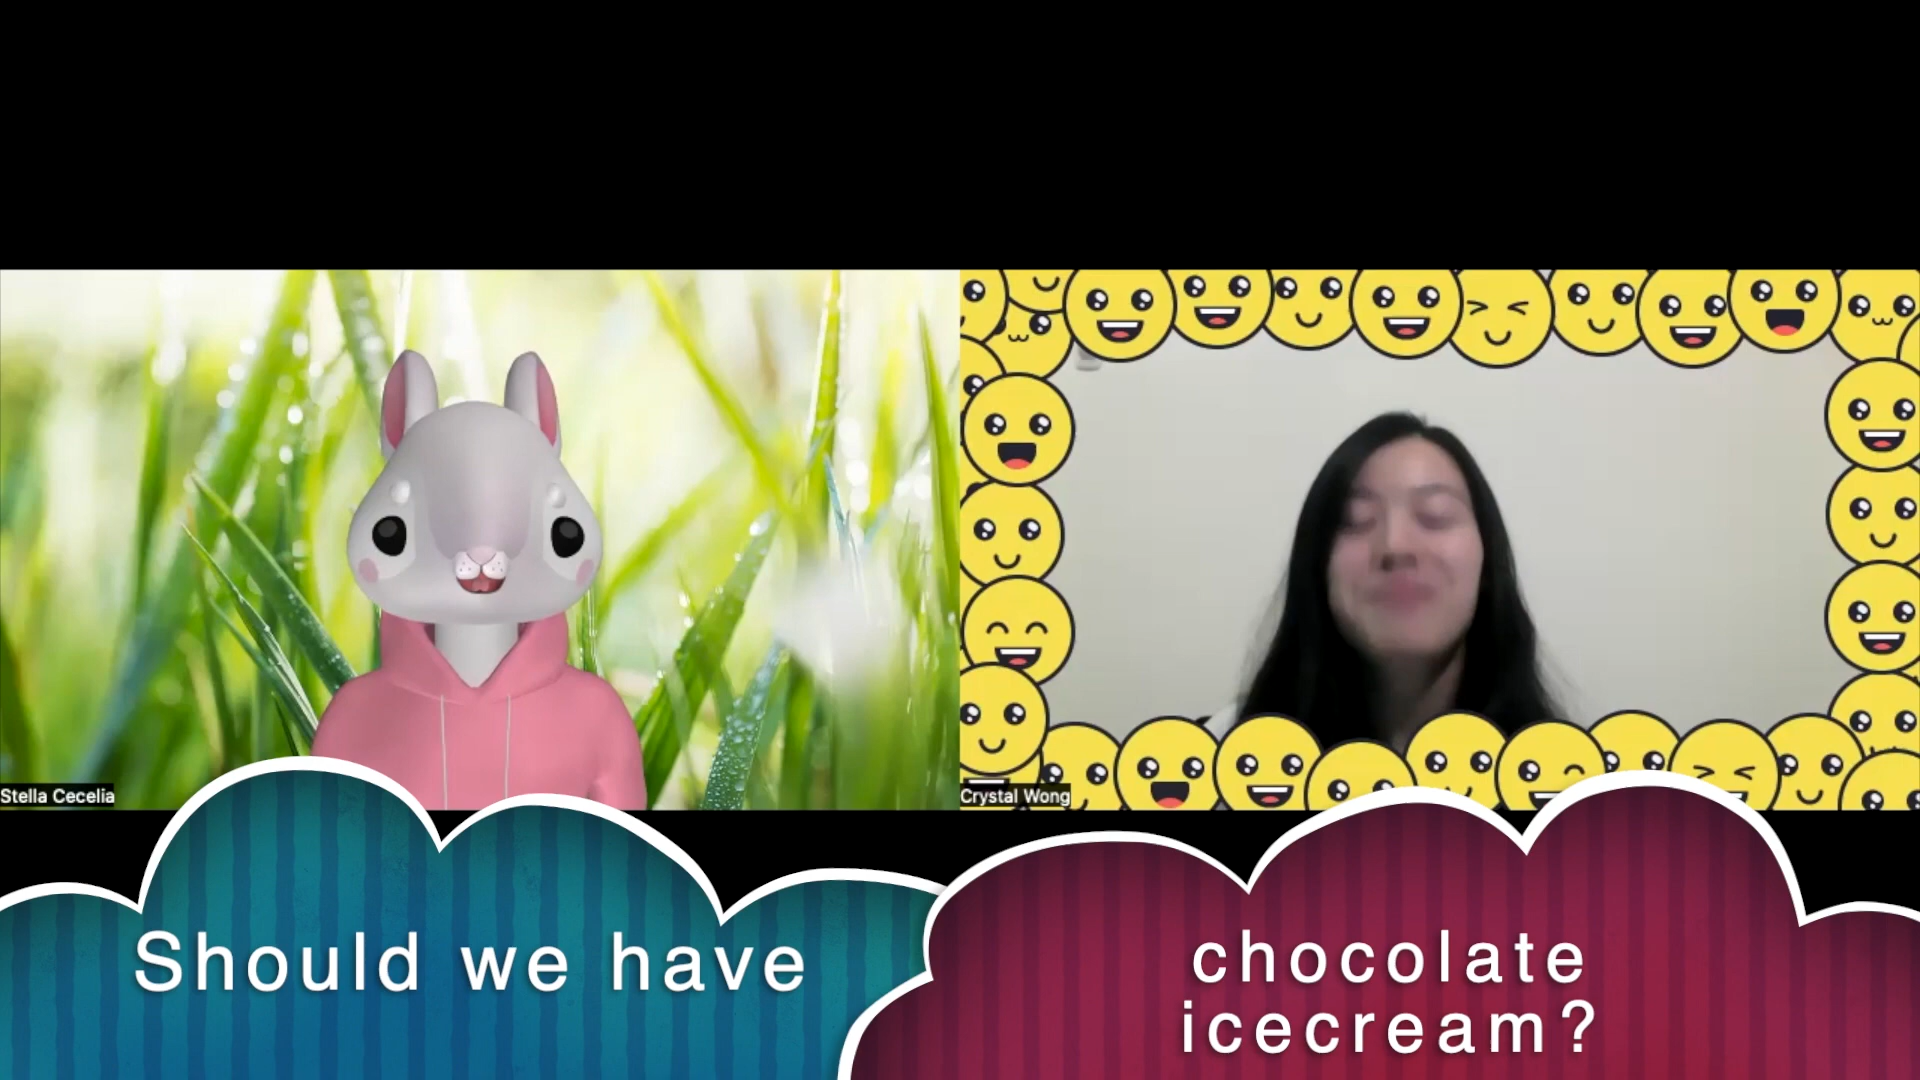 Stella Cecelia
Crystal Wong
Should we have
chocolate
icecream?